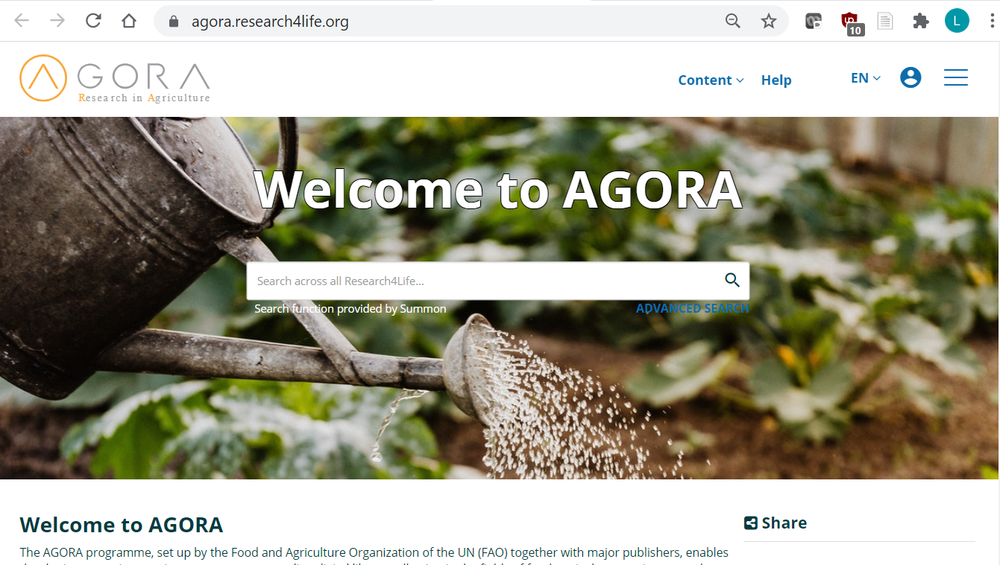 agora.research4life.org
10
L
AGORA
Research in Agriculture
Content
Help
EN
Welcome to AGORA
Search across all Research4Life...
Search function provided by Summon
ADVANCED SEARCH
Welcome to AGORA
Share
The AGORA programme, set up by the Food and Agriculture Organization of the UN (FAO) together with major publishers, enables